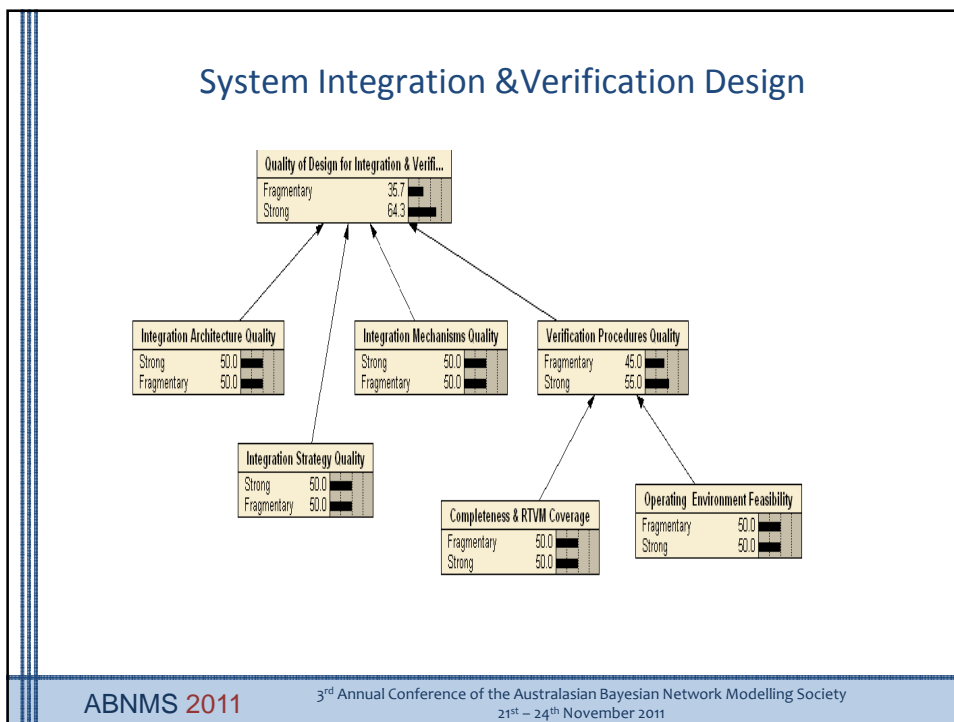 System Integration &Verification Design
Quality of Design for Integration & Verifi...
Fragmentary 35.7
Strong 64.3
Integration Architecture Quality
Strong 50.0
Fragmentary 50.0
Integration Mechanisms Quality
Strong 50.0
Fragmentary 50.0
Verification Procedures Quality
Fragmentary 45.0
Strong 55.0
Integration Strategy Quality
Strong 50.0
Fragmentary 50.0
Completeness & RTVM Coverage
Fragmentary 50.0
Strong 50.0
Operating Environment Feasibility
Fragmentary 50.0
Strong 50.0
ABNMS 2011
3rd Annual Conference of the Australasian Bayesian Network Modelling Society
21st – 24th November 2011